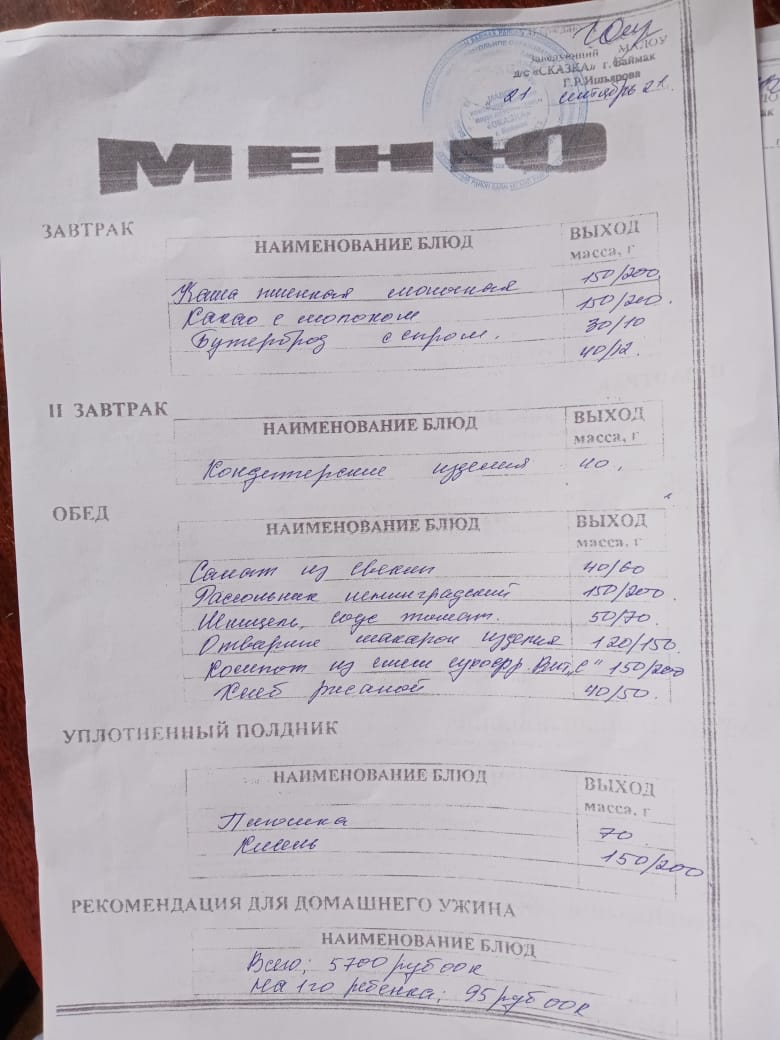 Заведующий МАДОУ
д/с «СКАЗКА» г. Баймак
Г.Р.Ишьярова
21 сентябрь 21.
МЕНЮ
ЗАВТРАК
НАИМЕНОВАНИЕ БЛЮД
ВЫХОД
масса, г
Каша пшенная молочная 150/200
Какао с молоком 150/200.
Бутерброд с сыром. 30/10
40/12.
II ЗАВТРАК
НАИМЕНОВАНИЕ БЛЮД
ВЫХОД
масса, г
Кондитерские изделия 40.
ОБЕД
НАИМЕНОВАНИЕ БЛЮД
ВЫХОД
масса, г
Салат из свеклы 40/60
Рассольник ленинградский 150/200.
Шницель, соус томат. 50/70.
Отварные макарон изделия 120/150.
Компот из смеси сухофр. Вит„С“ 150/200
Хлеб ржаной 40/50.
УПЛОТНЕННЫЙ ПОЛДНИК
НАИМЕНОВАНИЕ БЛЮД
ВЫХОД
масса, г
70
Кисель 150/200
РЕКОМЕНДАЦИЯ ДЛЯ ДОМАШНЕГО УЖИНА
НАИМЕНОВАНИЕ БЛЮД
Всего; 5700 руб 00к
На 1го ребенка; 95 руб 00к